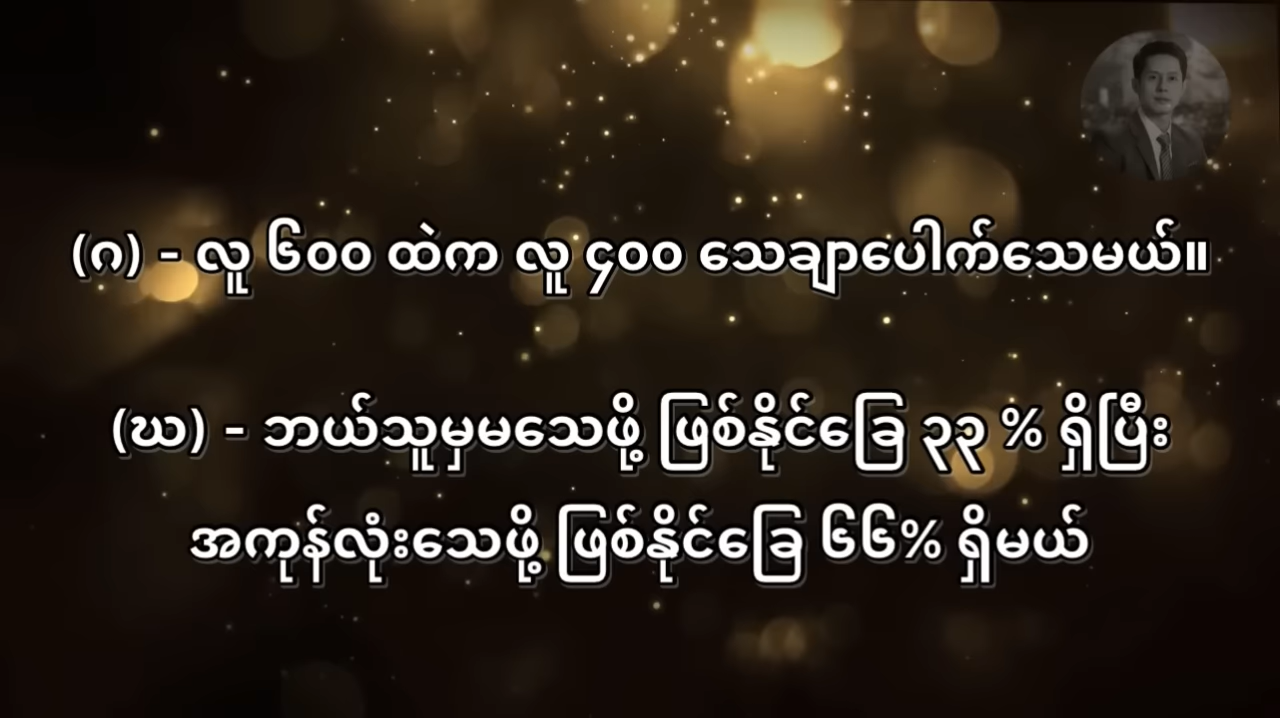 (ဂ) - လူ ၆၀၀ ထဲက လူ ၄၀၀ သေချာပေါက်သေမယ်။
(ဃ) - ဘယ်သူမှမသေဖို့ ဖြစ်နိုင်ခြေ ၃၃ % ရှိပြီး
အကုန်လုံးသေဖို့ ဖြစ်နိုင်ခြေ ၆၆% ရှိမယ်